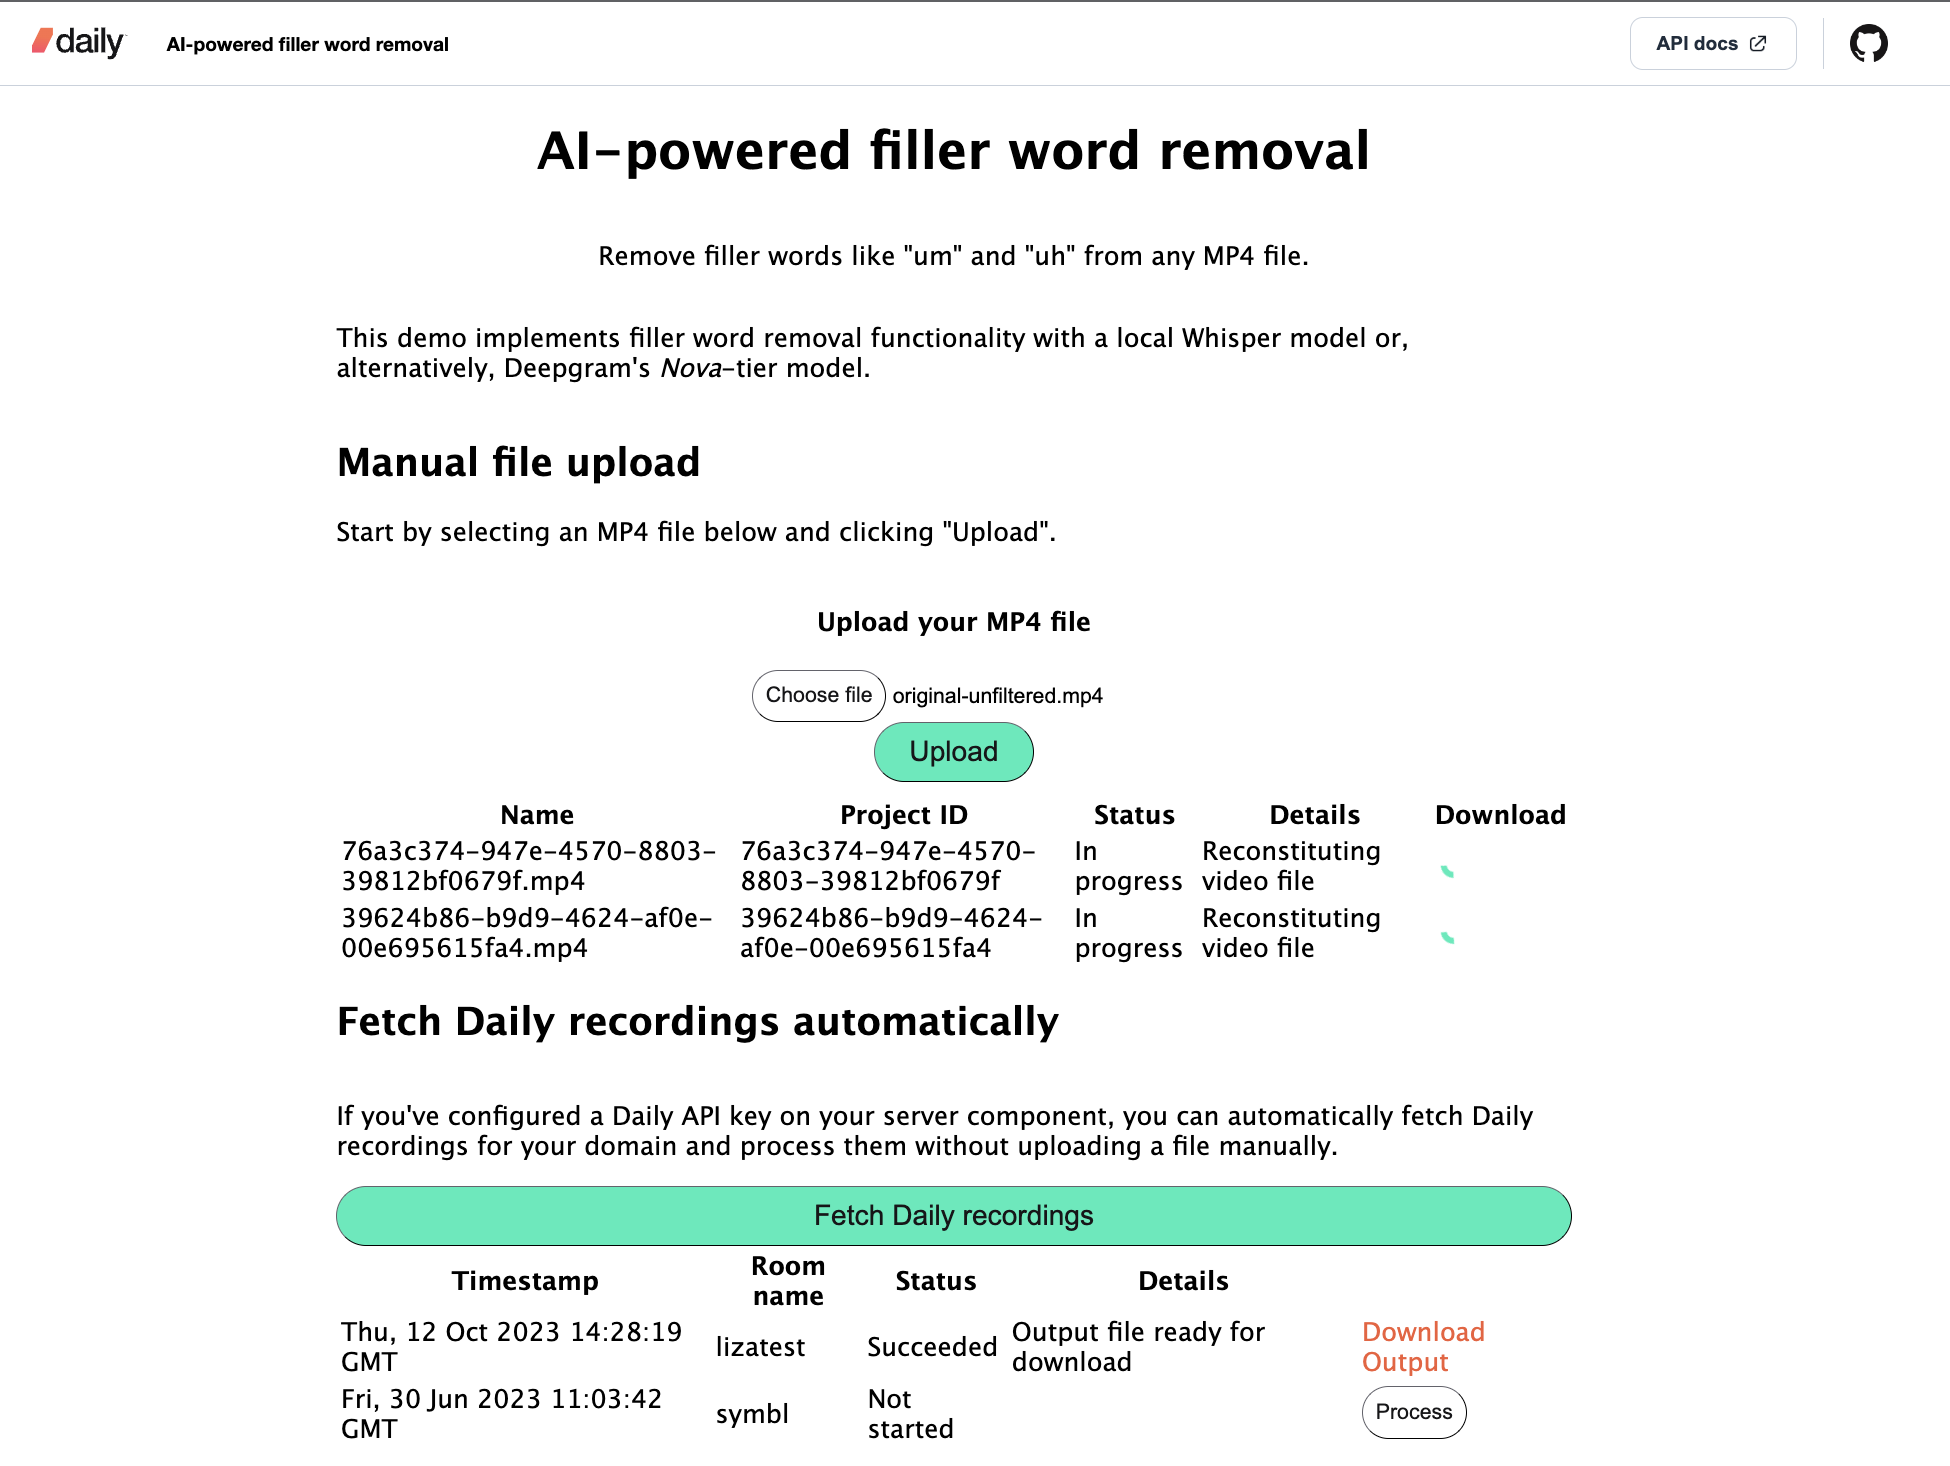 daily
AI-powered filler word removal
API docs
AI-powered filler word removal
Remove filler words like "um" and "uh" from any MP4 file.
This demo implements filler word removal functionality with a local Whisper model or,
alternatively, Deepgram's Nova-tier model.
Manual file upload
Start by selecting an MP4 file below and clicking "Upload".
Upload your MP4 file
Choose file original-unfiltered.mp4
Upload
Name Project ID Status Details Download
76a3c374-947e-4570-8803- 76a3c374-947e-4570- In Reconstituting
39812bf0679f.mp4 8803-39812bf0679f progress video file
39624b86-b9d9-4624-af0e- 39624b86-b9d9-4624- In Reconstituting
00e695615fa4.mp4 af0e-00e695615fa4 progress video file
Fetch Daily recordings automatically
If you've configured a Daily API key on your server component, you can automatically fetch Daily
recordings for your domain and process them without uploading a file manually.
Fetch Daily recordings
Timestamp Room name Status Details
Thu, 12 Oct 2023 14:28:19 GMT lizatest Succeeded Output file ready for download Download Output
Fri, 30 Jun 2023 11:03:42 GMT symbl Not started Process